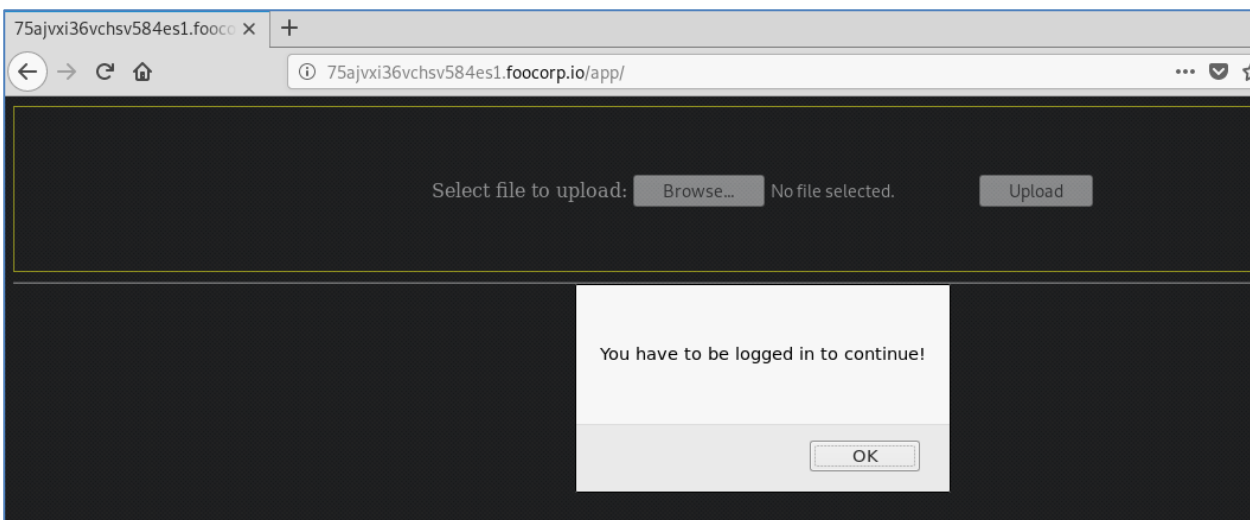 75ajvxi36vchsv584es1.fooco
75ajvxi36vchsv584es1.foocorp.io/app/
Select file to upload: Browse... No file selected. Upload
You have to be logged in to continue!
OK